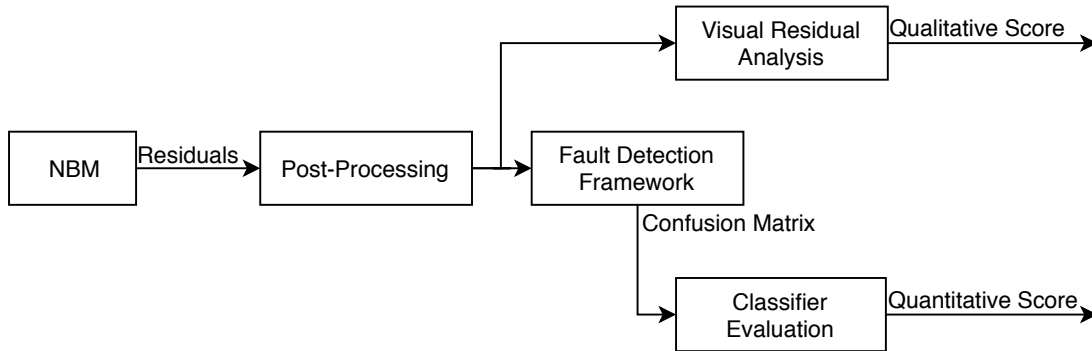 Visual Residual
Analysis
Qualitative Score
NBM
Residuals
Post-Processing
Fault Detection
Framework
Confusion Matrix
Classifier
Evaluation
Quantitative Score